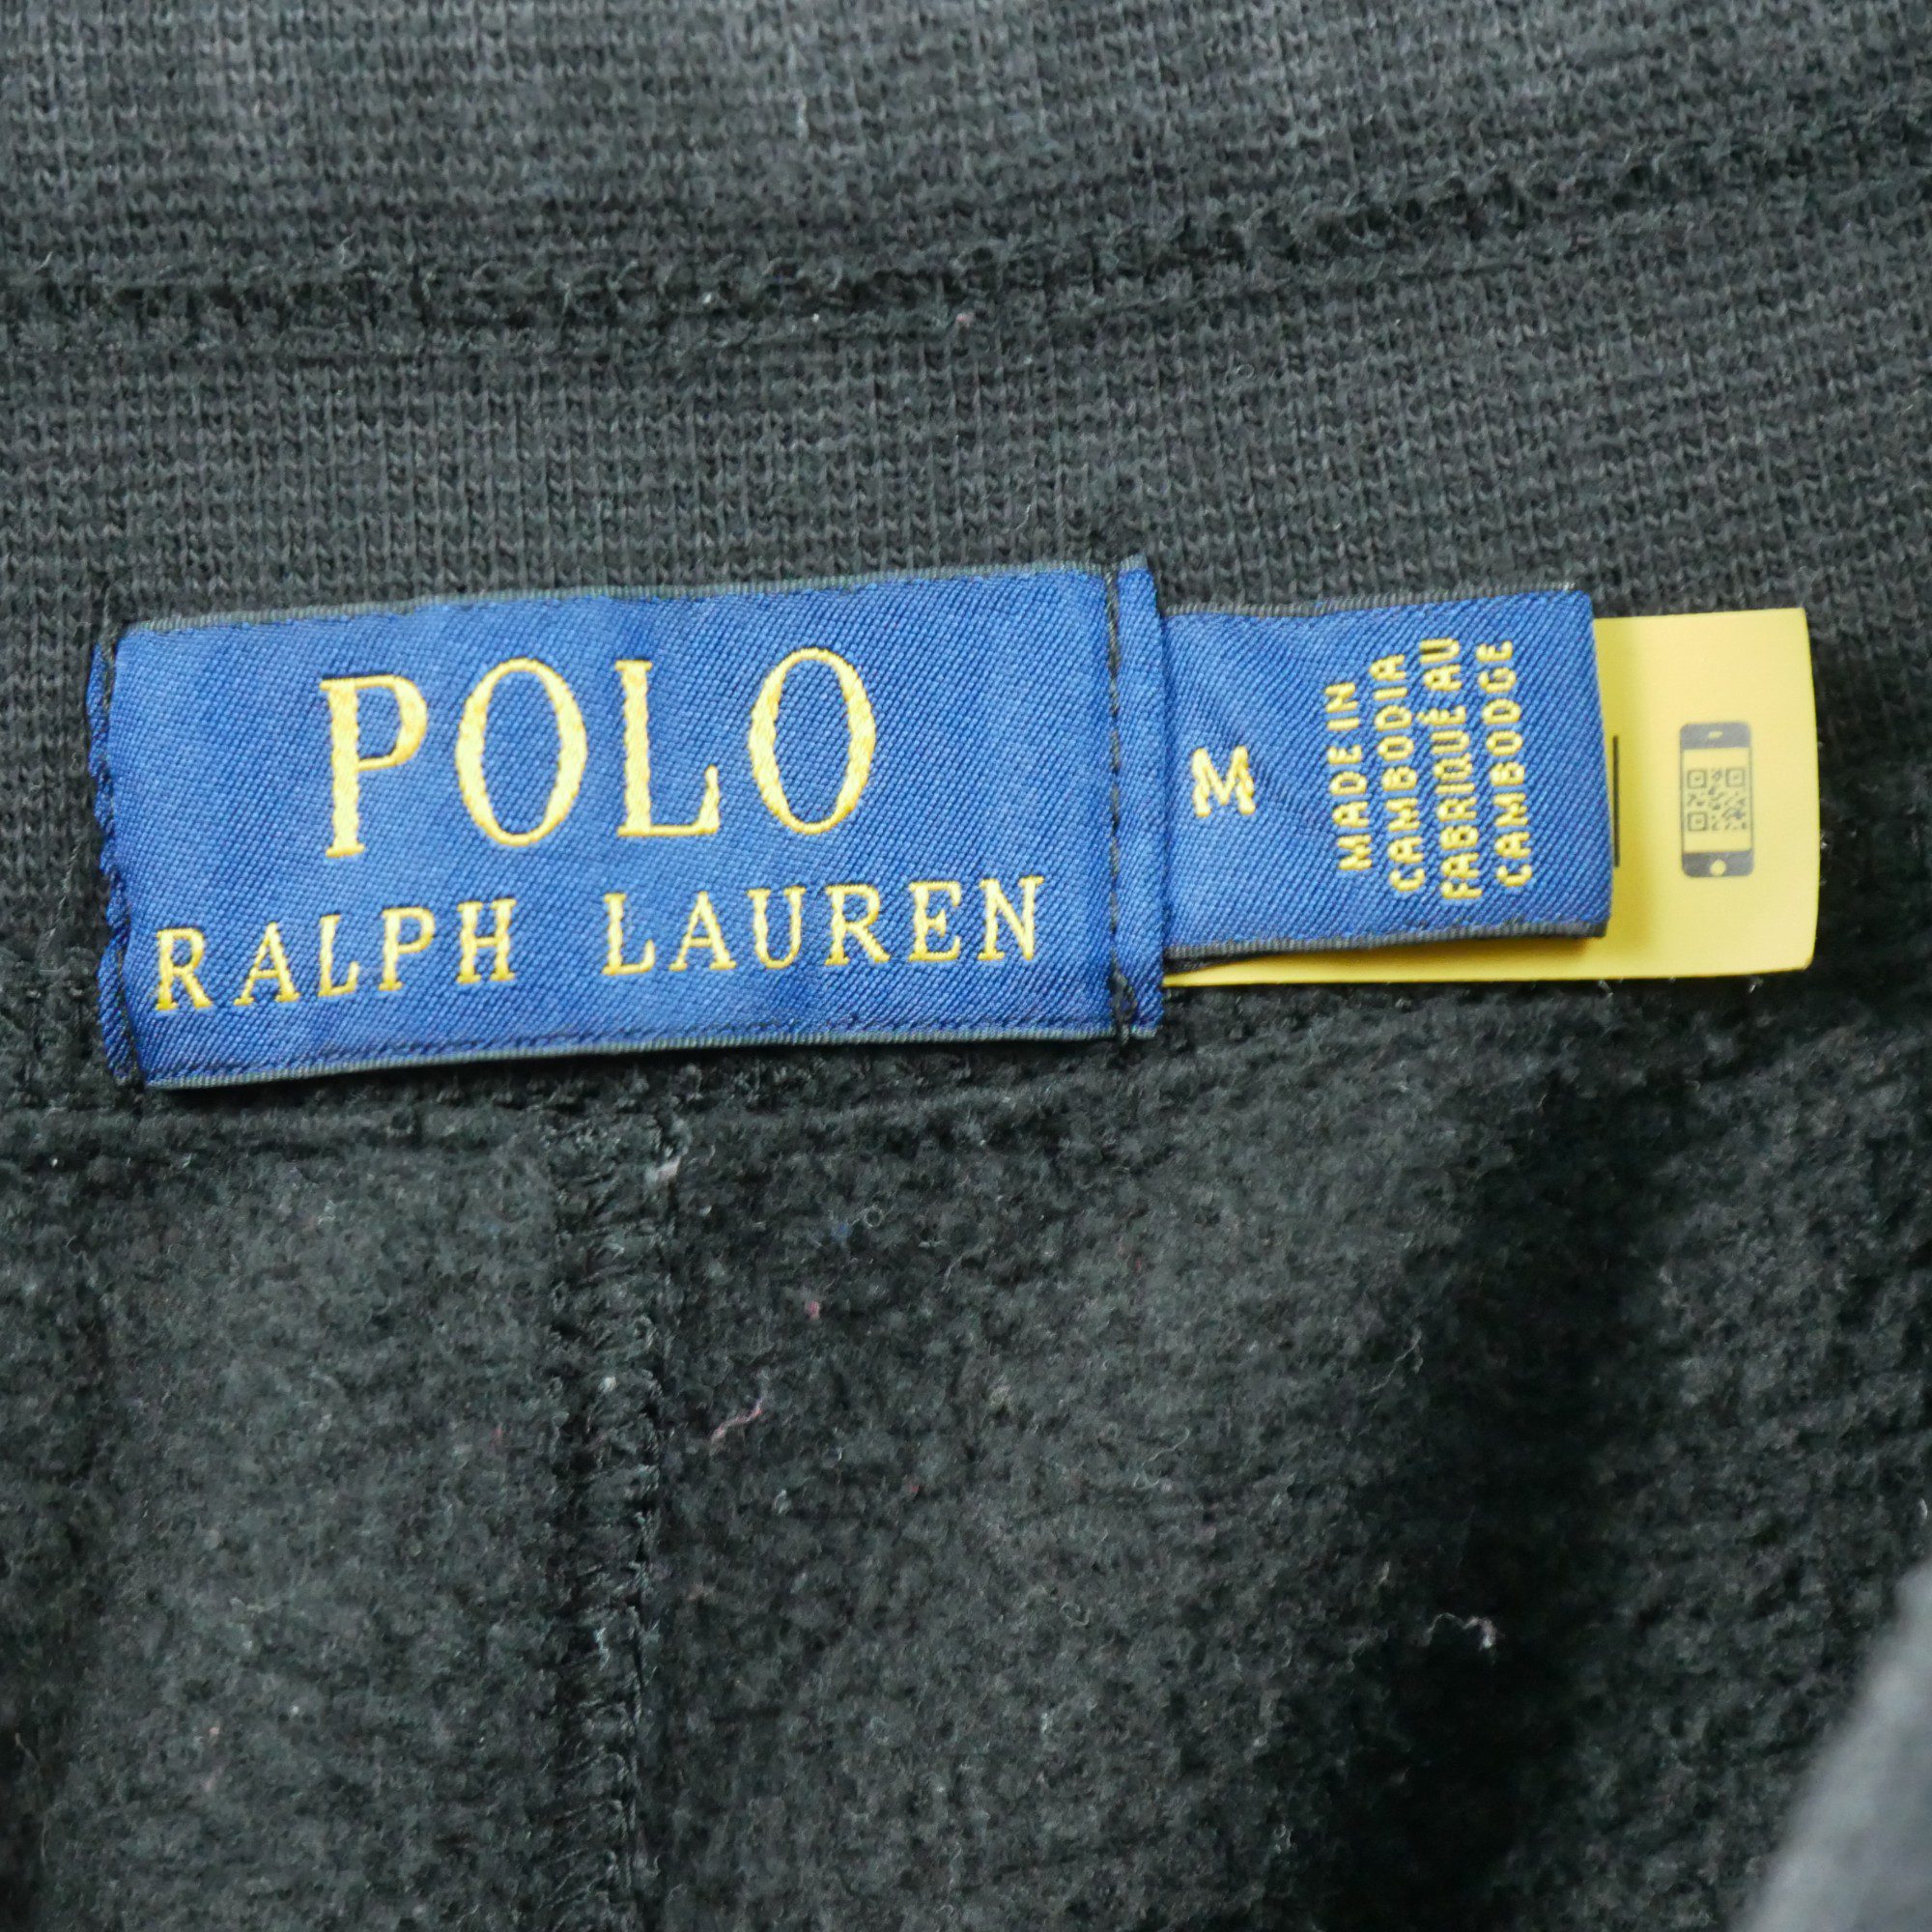 POLO
RALPH LAUREN
M
MADE IN
CAMBODIA
FABRIQUÉ AU
CAMBODGE